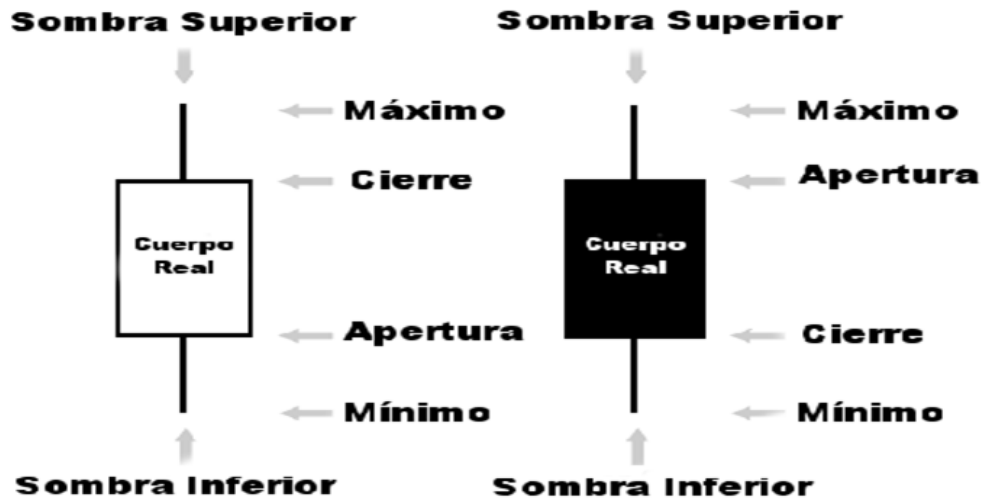 Sombra Superior
Máximo
Cierre
Cuerpo
Real
Apertura
Mínimo
Sombra Inferior
Sombra Superior
Máximo
Apertura
Cuerpo
Real
Cierre
Mínimo
Sombra Inferior